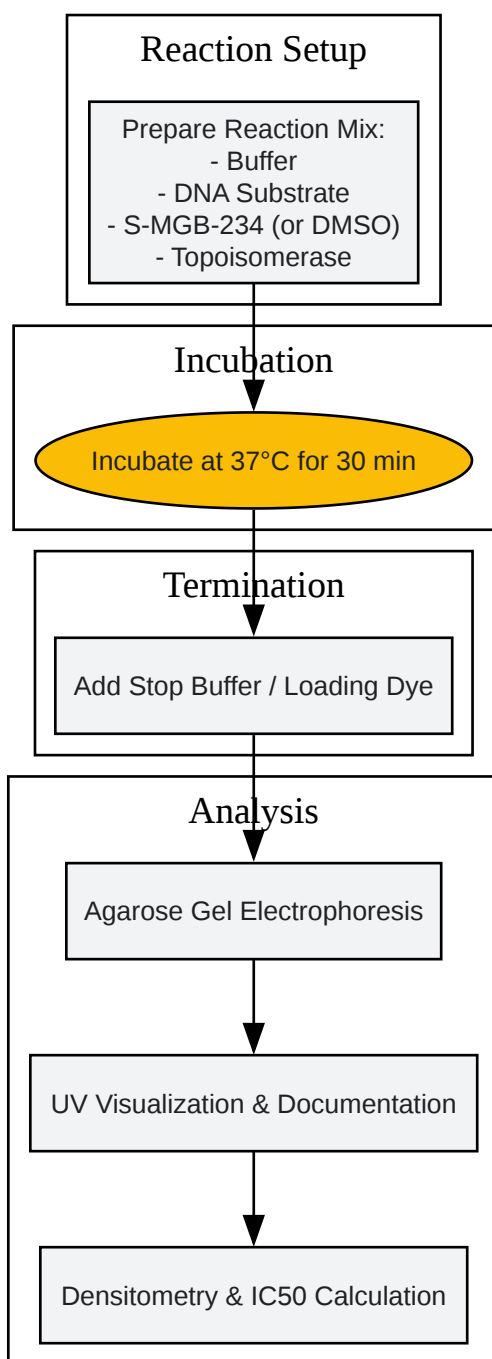 Reaction Setup
Prepare Reaction Mix:
- Buffer
- DNA Substrate
- S-MGB-234 (or DMSO)
- Topoisomerase
Incubation
Incubate at 37°C for 30 min
Termination
Add Stop Buffer / Loading Dye
Analysis
Agarose Gel Electrophoresis
UV Visualization & Documentation
Densitometry & IC50 Calculation